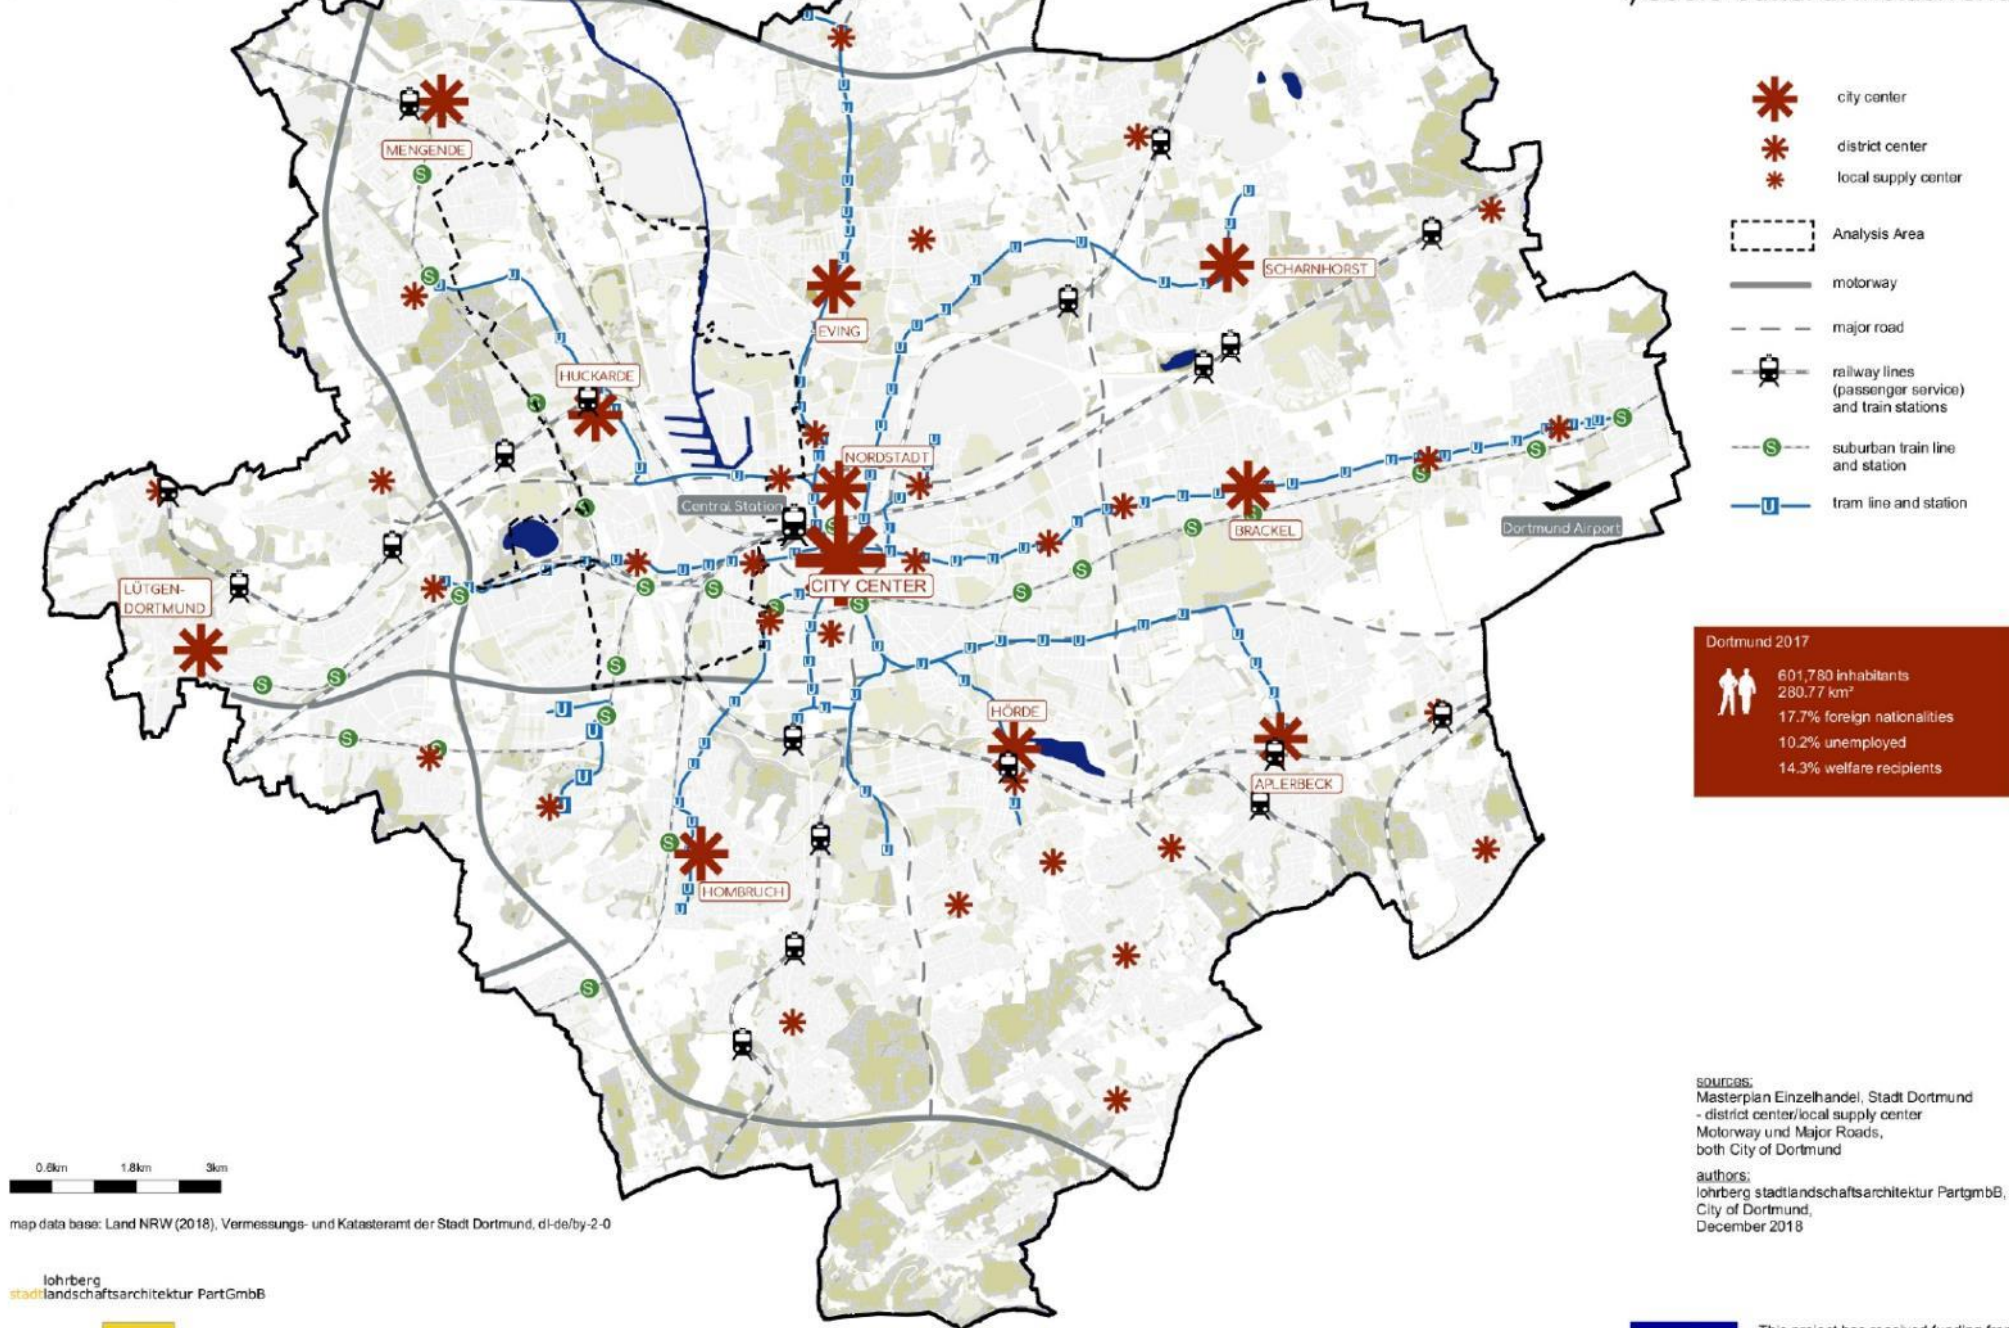 MENGENDE
EVING
SCHARNHORST
HUCKARDE
NORDSTADT
Central Station
BRACKEL
Dortmund Airport
CITY CENTER
LÜTGEN-
DORTMUND
HÖRDE
APLERBECK
HOMBRUCH
city center
district center
local supply center
Analysis Area
motorway
major road
railway lines
(passenger service)
and train stations
S
suburban train line
and station
U
tram line and station
Dortmund 2017
601,780 inhabitants
280.77 km²
17.7% foreign nationalities
10.2% unemployed
14.3% welfare recipients
sources:
Masterplan Einzelhandel, Stadt Dortmund
- district center/local supply center
Motorway und Major Roads,
both City of Dortmund
authors:
lohrberg stadtlandschaftsarchitektur PartgmbB,
City of Dortmund,
December 2018
0.6km 1.8km 3km
map data base: Land NRW (2018), Vermessungs- und Katasteramt der Stadt Dortmund, dl-de/by-2-0
lohrberg
stadtlandschaftsarchitektur PartGmbB
This project has received funding